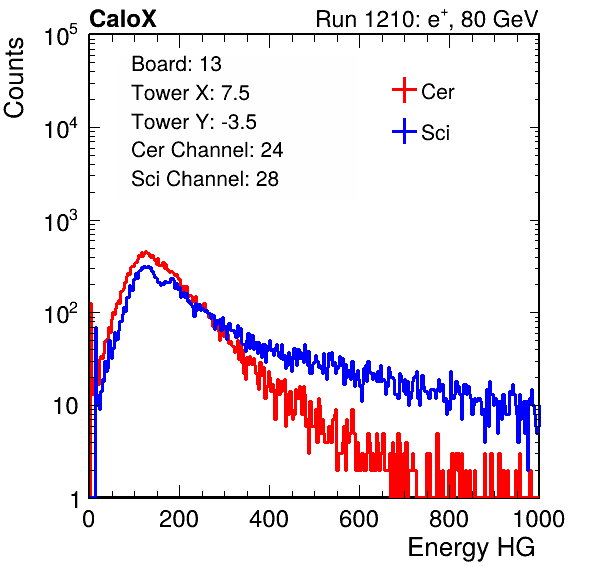 CaloX Run 1210: e⁺, 80 GeV
Counts
10⁵
10⁴
10³
10²
10
1
Board: 13
Tower X: 7.5
Tower Y: -3.5
Cer Channel: 24
Sci Channel: 28
Cer
Sci
0 200 400 600 800 1000
Energy HG